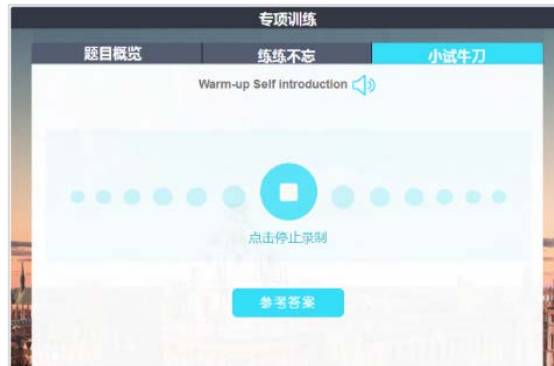 专项训练
题目概览 练练不忘 小试牛刀
Warm-up Self introduction
点击停止录制
参考答案